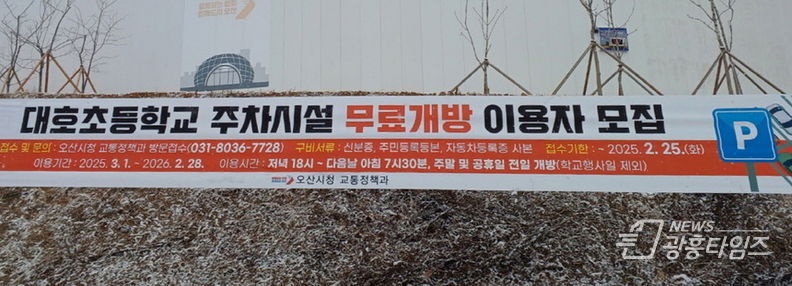 대호초등학교 주차시설 무료개방 이용자 모집
접수 및 문의 : 오산시청 교통정책과 방문접수(031-8036-7728) 구비서류 : 신분증, 주민등록등본, 자동차등록증 사본 접수기한 : ~ 2025. 2. 25.(화)
이용기간 : 2025. 3. 1. ~ 2026. 2. 28. 이용시간 : 저녁 18시 ~ 다음날 아침 7시30분, 주말 및 공휴일 전일 개방(학교행사일 제외)
오산시청 교통정책과
P
NEWS
광흥타임즈